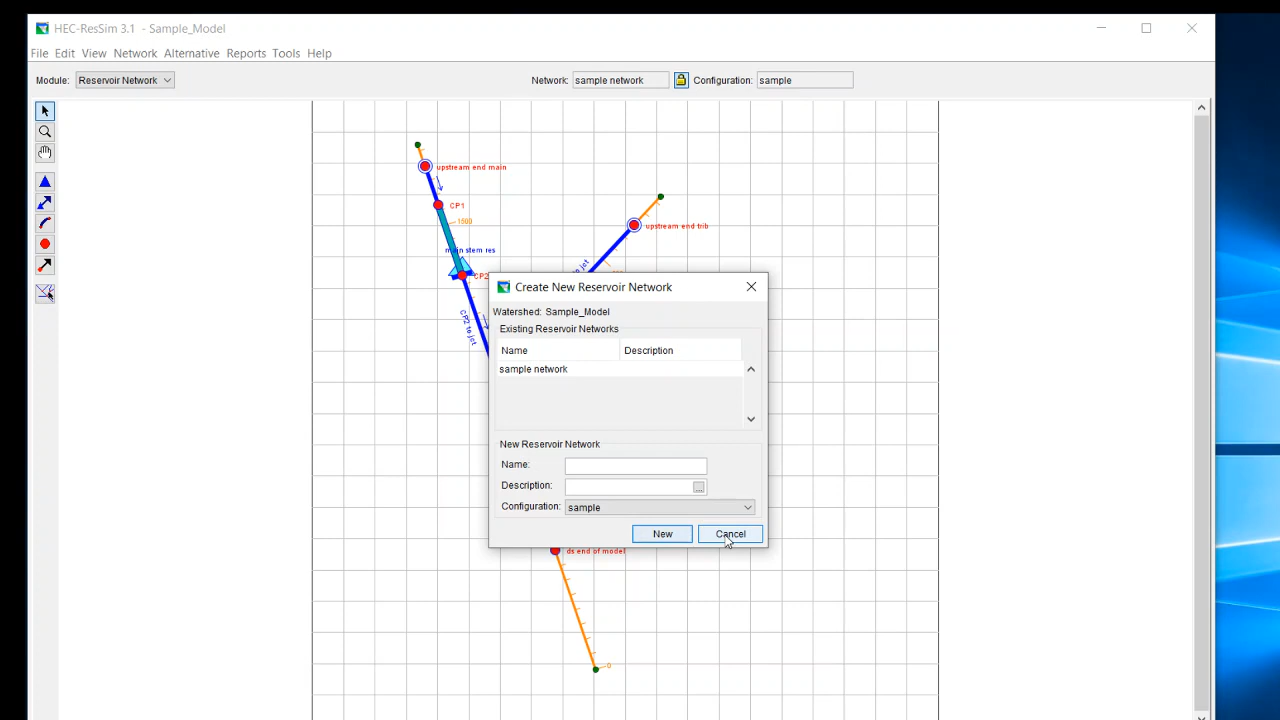 HEC-ResSim 3.1 - Sample_Model
File Edit View Network Alternative Reports Tools Help
Module: Reservoir Network Network: sample network Configuration: sample
upstream end main
CP1
1500
upstream end trib
main stem res
CP2
to jct
CP2 to jct
Create New Reservoir Network
Watershed: Sample_Model
Existing Reservoir Networks
Name Description
sample network
New Reservoir Network
Name:
Description: ...
Configuration: sample
New Cancel
ds end of model
0